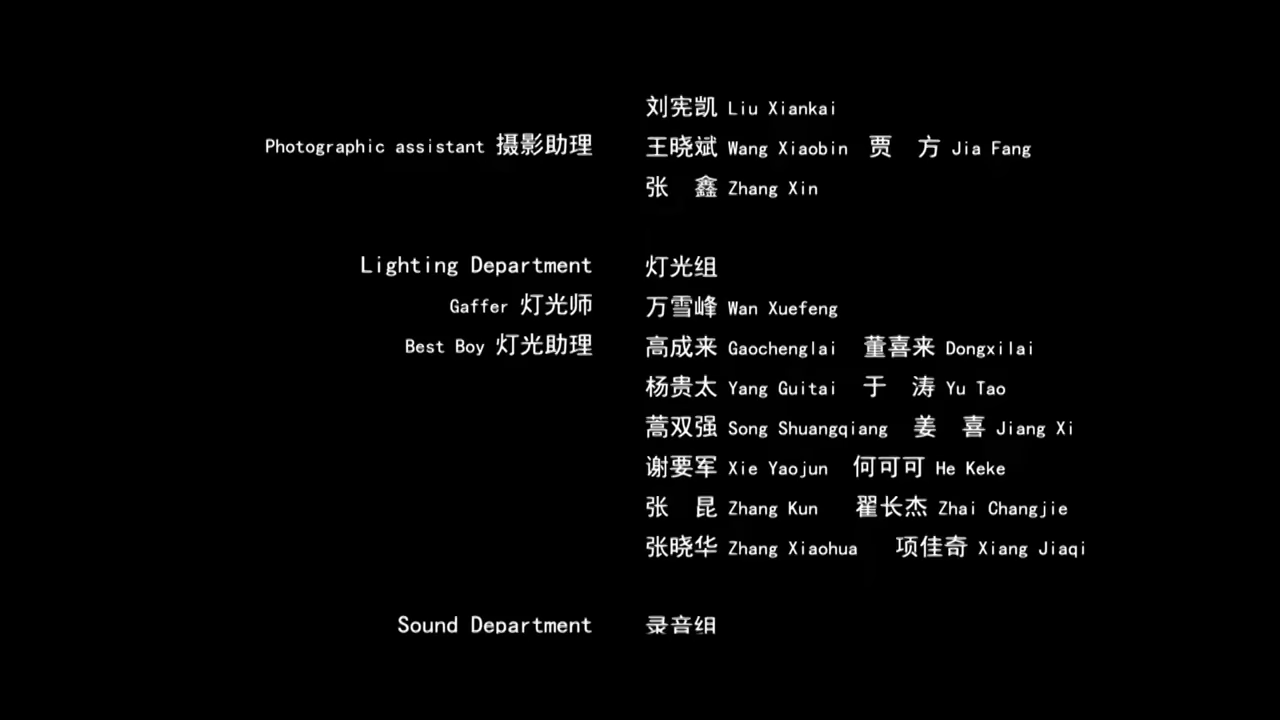 刘宪凯 Liu Xiankai
Photographic assistant 摄影助理 王晓斌 Wang Xiaobin 贾 方 Jia Fang
张 鑫 Zhang Xin
Lighting Department 灯光组
Gaffer 灯光师 万雪峰 Wan Xuefeng
Best Boy 灯光助理 高成来 Gaochenglai 董喜来 Dongxilai
杨贵太 Yang Guitai 于 涛 Yu Tao
蒿双强 Song Shuangqiang 姜 喜 Jiang Xi
谢要军 Xie Yaojun 何可可 He Keke
张 昆 Zhang Kun 翟长杰 Zhai Changjie
张晓华 Zhang Xiaohua 项佳奇 Xiang Jiaqi
Sound Department 录音组